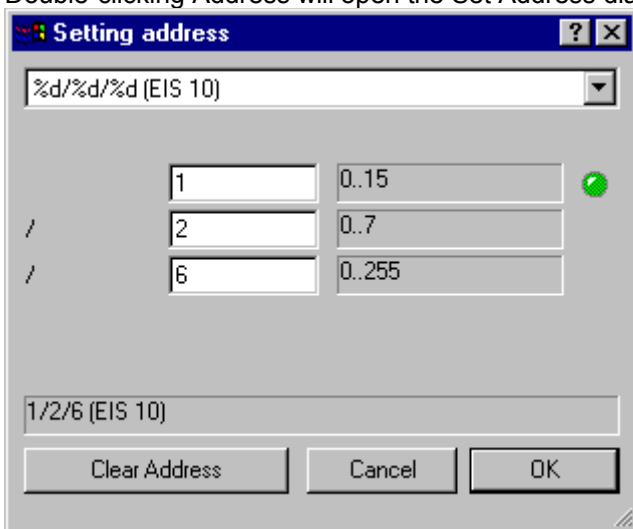 Double-clicking Address will open the Set Address dia
Setting address
%d/%d/%d (EIS 10)
1 0..15
/ 2 0..7
/ 6 0..255
1/2/6 (EIS 10)
Clear Address Cancel OK